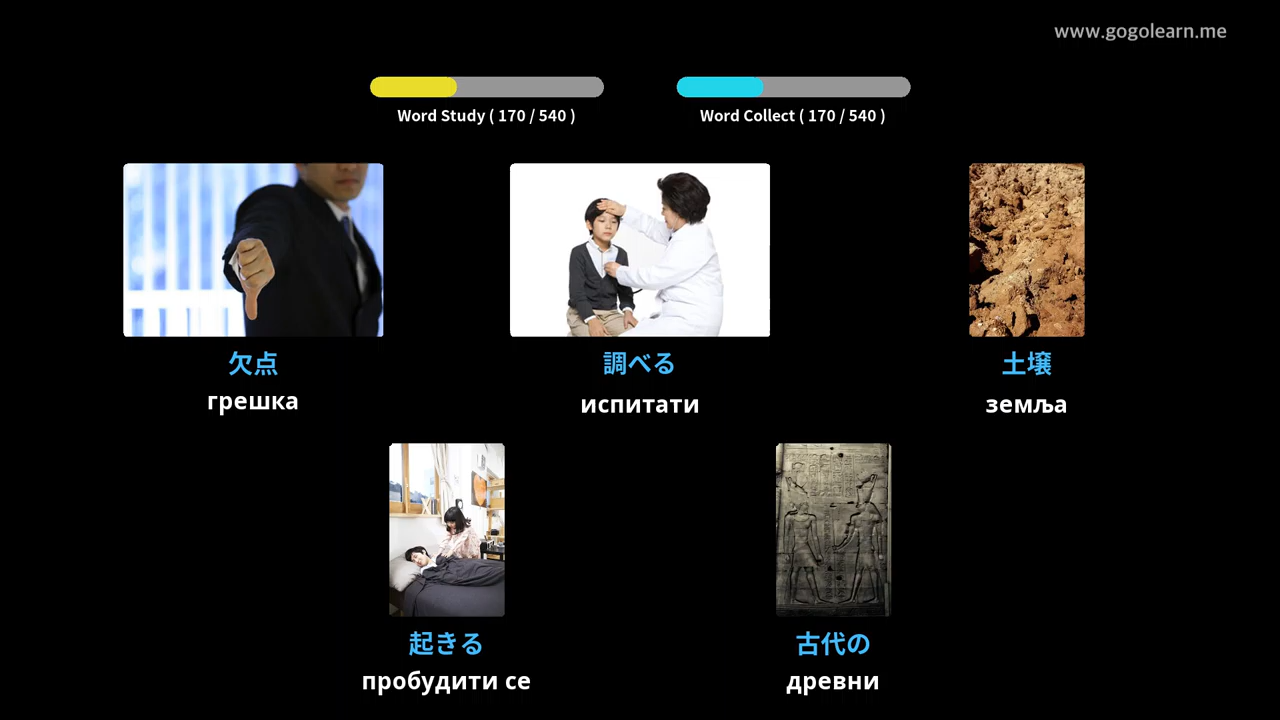 www.gogolearn.me
Word Study ( 170 / 540 )
Word Collect ( 170 / 540 )
欠点
грешка
調べる
испитати
土壌
земља
起きる
пробудити се
古代の
древни